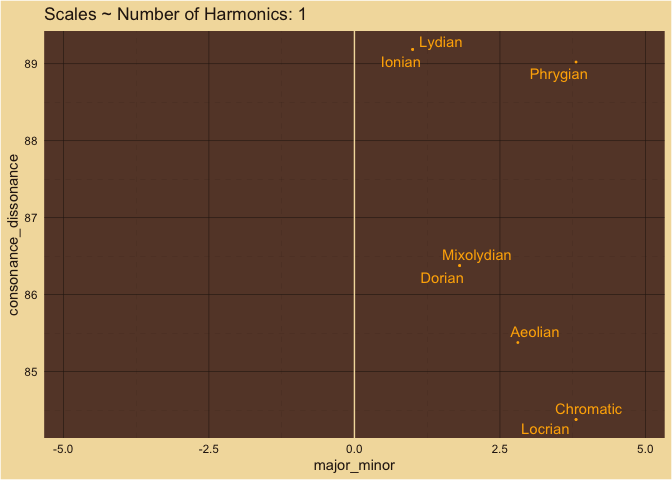 Scales ~ Number of Harmonics: 1
consonance_dissonance
89
88
87
86
85
Lydian
Ionian
Phrygian
Mixolydian
Dorian
Aeolian
Chromatic
Locrian
-5.0
-2.5
0.0
2.5
5.0
major_minor